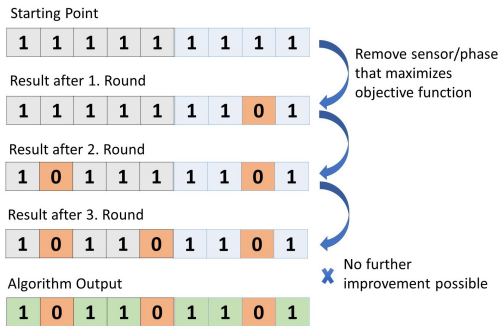 Starting Point
1 1 1 1 1 1 1 1 1
Remove sensor/phase
that maximizes
objective function
Result after 1. Round
1 1 1 1 1 1 1 0 1
Result after 2. Round
1 0 1 1 1 1 1 0 1
Result after 3. Round
1 0 1 1 0 1 1 0 1
No further
improvement possible
Algorithm Output
1 0 1 1 0 1 1 0 1